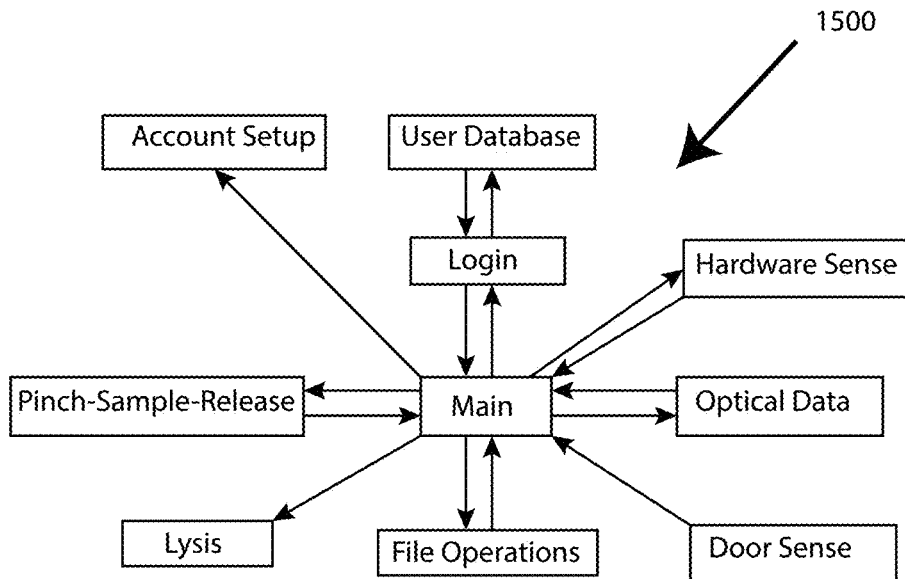 1500
Account Setup
User Database
Login
Hardware Sense
Pinch-Sample-Release
Main
Optical Data
Lysis
File Operations
Door Sense